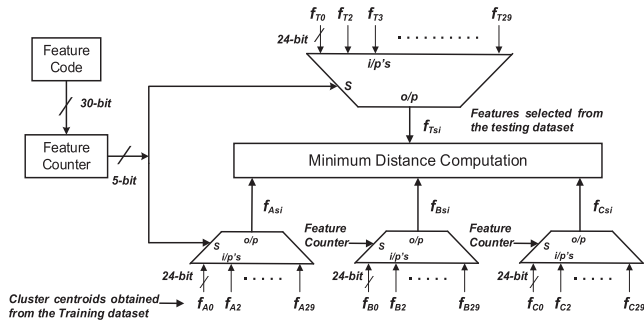 f_T0 f_T2 f_T3 f_T29
24-bit
Feature Code
i/p's
S
o/p
30-bit
Features selected from
the testing dataset
Feature Counter
f_Tsi
5-bit
Minimum Distance Computation
f_Asi f_Bsi f_Csi
Feature Counter
Feature Counter
S o/p i/p's
S o/p i/p's
S o/p i/p's
24-bit 24-bit 24-bit
Cluster centroids obtained
from the Training dataset
f_A0 f_A2 f_A29 f_B0 f_B2 f_B29 f_C0 f_C2 f_C29